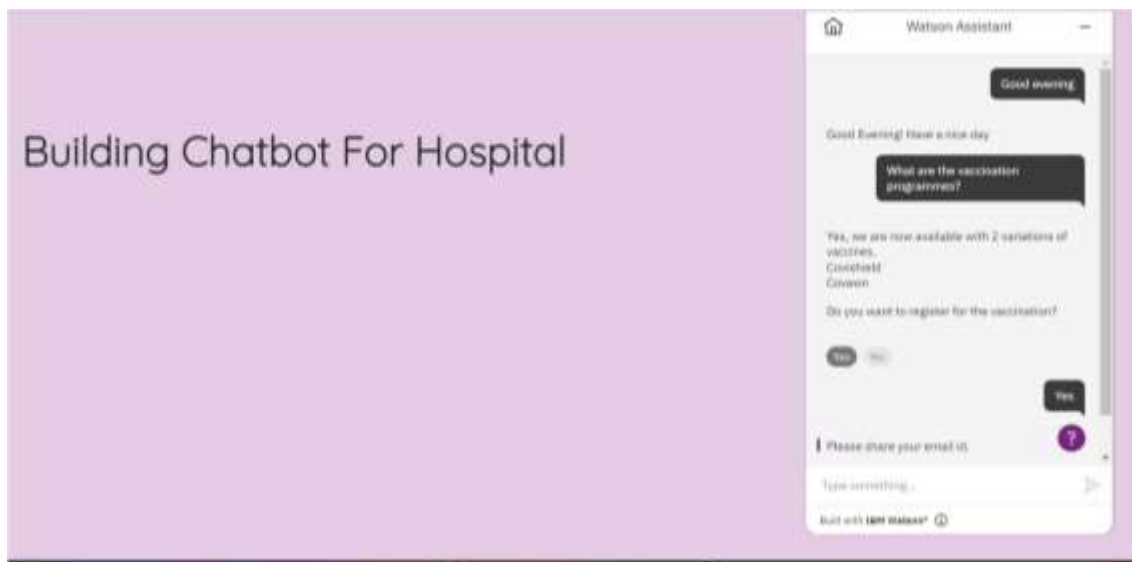 Building Chatbot For Hospital
Watson Assistant
Good evening
Good Evening! Have a nice day
What are the vaccination
programmes?
Yes, we are now available with 2 variations of
vaccines.
Covishield
Covaxin
Do you want to register for the vaccination?
Yes
No
Yes
?
Please share your email id.
Type something...
Built with IBM Watson®